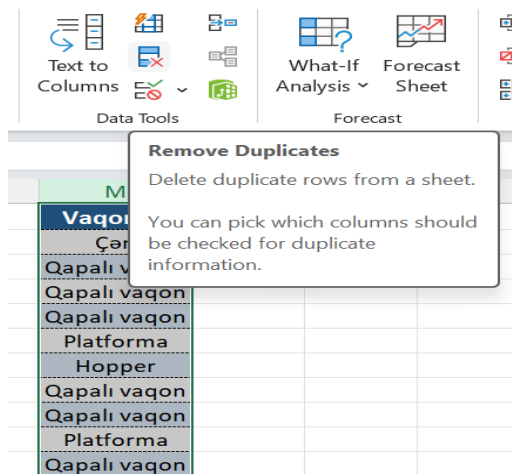 Text to
Columns
What-If
Analysis
Forecast
Sheet
Data Tools
Forecast
Remove Duplicates
Delete duplicate rows from a sheet.
You can pick which columns should
be checked for duplicate
information.
M
Qapalı vaqon
Qapalı vaqon
Platforma
Hopper
Qapalı vaqon
Qapalı vaqon
Platforma
Qapalı vaqon